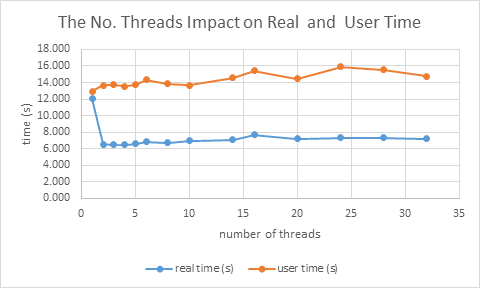 The No. Threads Impact on Real and User Time
time (s)
18.000
16.000
14.000
12.000
10.000
8.000
6.000
4.000
2.000
0.000
0 5 10 15 20 25 30 35
number of threads
real time (s) user time (s)